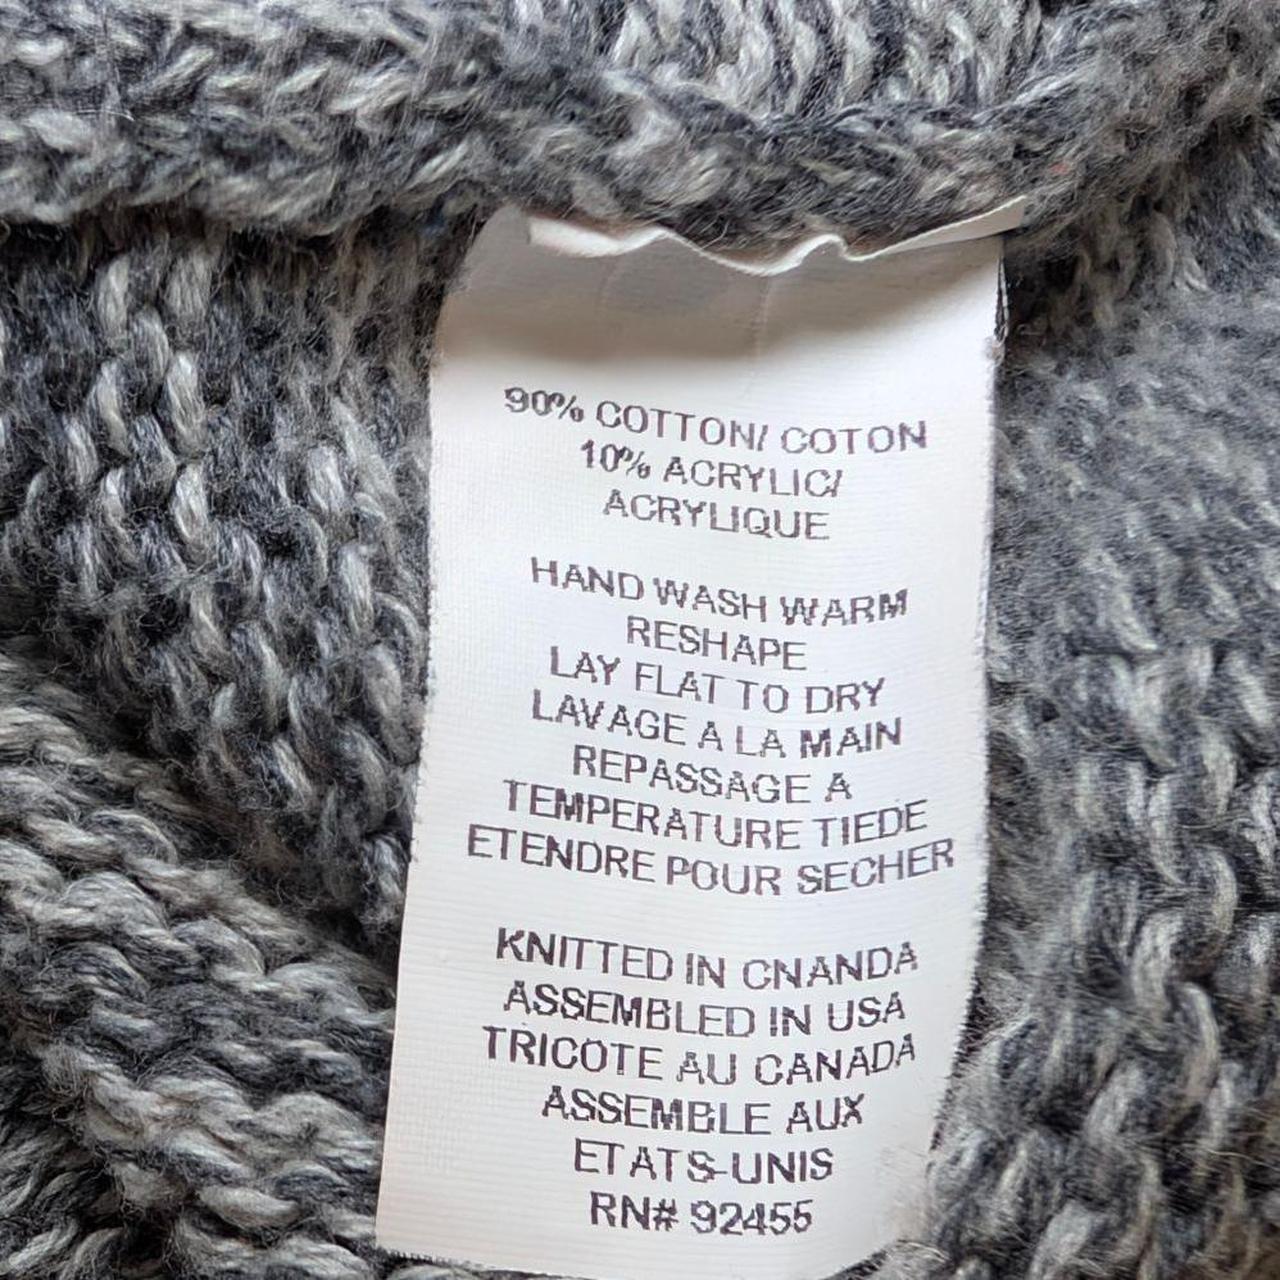 90% COTTON/ COTON
10% ACRYLIC/
ACRYLIQUE
HAND WASH WARM
RESHAPE
LAY FLAT TO DRY
LAVAGE A LA MAIN
REPASSAGE A
TEMPERATURE TIEDE
ETENDRE POUR SECHER
KNITTED IN CNANDA
ASSEMBLED IN USA
TRICOTE AU CANADA
ASSEMBLE AUX
ETATS-UNIS
RN# 92455